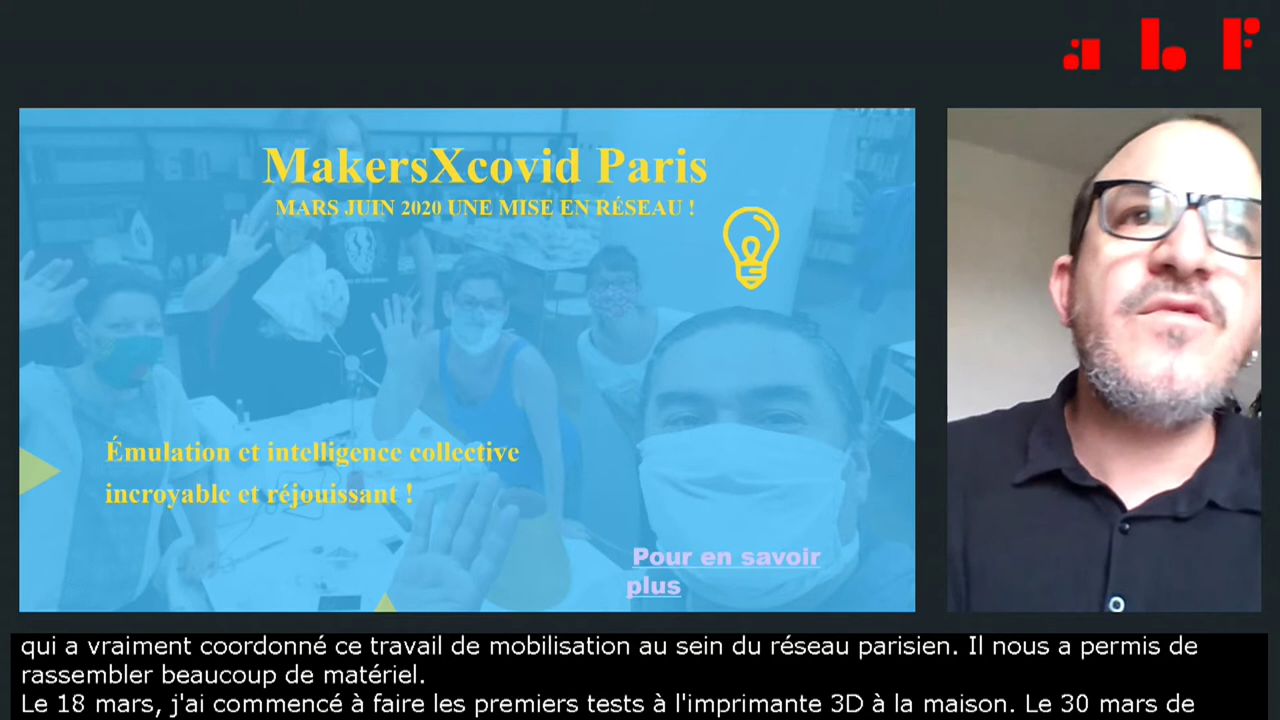 abf
MakersXcovid Paris
MARS JUIN 2020 UNE MISE EN RÉSEAU !
Émulation et intelligence collective
incroyable et réjouissant !
Pour en savoir
plus
qui a vraiment coordonné ce travail de mobilisation au sein du réseau parisien. Il nous a permis de
rassembler beaucoup de matériel.
Le 18 mars, j'ai commencé à faire les premiers tests à l'imprimante 3D à la maison. Le 30 mars de